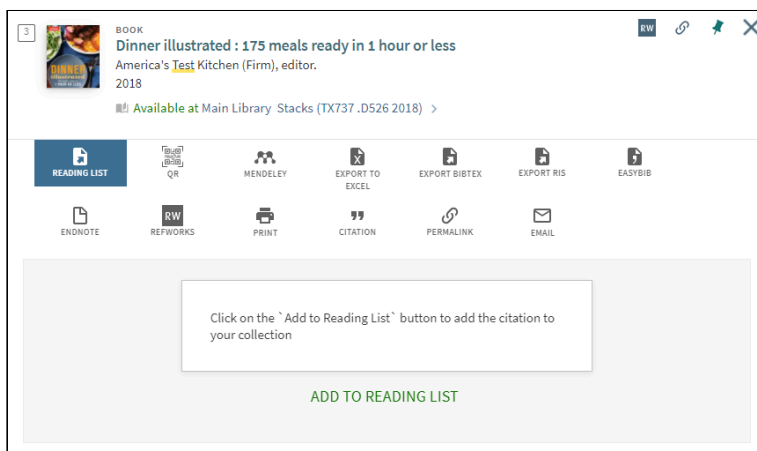 3
BOOK
Dinner illustrated : 175 meals ready in 1 hour or less
America's Test Kitchen (Firm), editor.
2018
Available at Main Library Stacks (TX737 .D526 2018) >
RW
DINNER
illustrated
READING LIST
QR
MENDELEY
EXPORT TO
EXCEL
EXPORT BIBTEX
EXPORT RIS
EASYBIB
ENDNOTE
RW
REFWORKS
PRINT
CITATION
PERMALINK
EMAIL
Click on the `Add to Reading List` button to add the citation to
your collection
ADD TO READING LIST